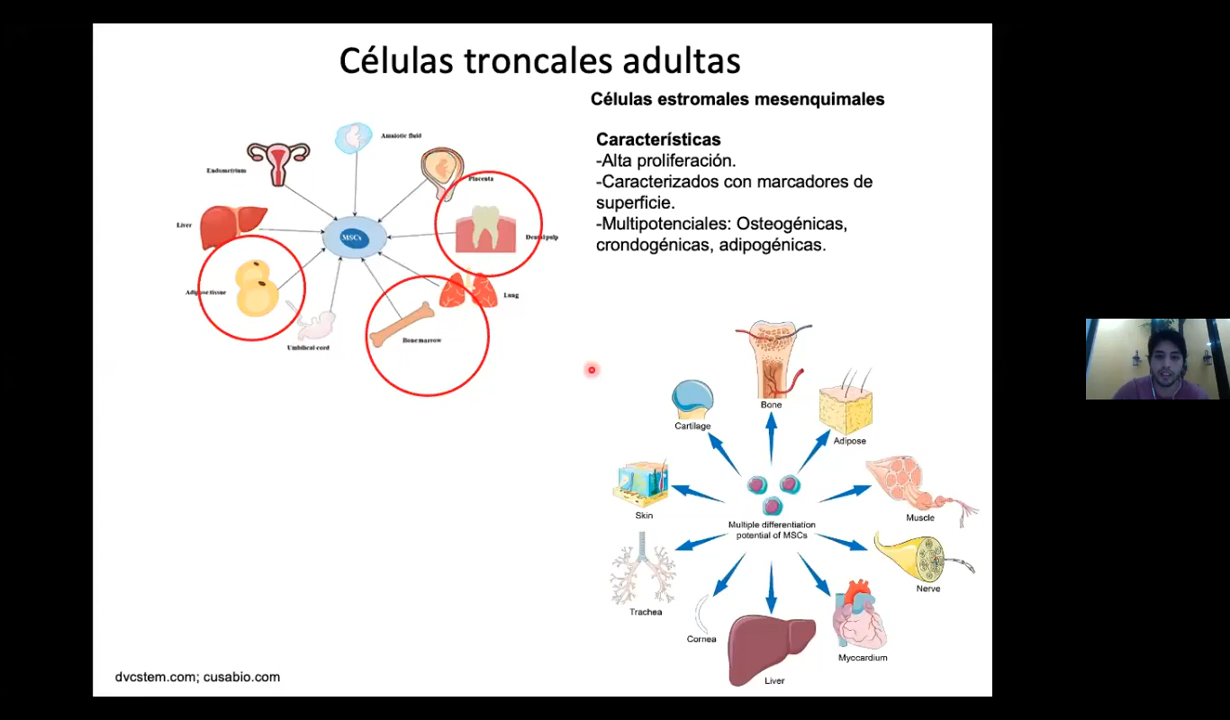 Células troncales adultas
Células estromales mesenquimales
Características
-Alta proliferación.
-Caracterizados con marcadores de
superficie.
-Multipotenciales: Osteogénicas,
crondogénicas, adipogénicas.
Amniotic fluid
Endometrium
Placenta
Liver
MSCs
Dental pulp
Adipose tissue
Lung
Umbilical cord
Bone marrow
Bone
Cartilage
Adipose
Skin
Muscle
Multiple differentiation
potential of MSCs
Nerve
Trachea
Cornea
Myccardium
Liver
dvcstem.com; cusabio.com